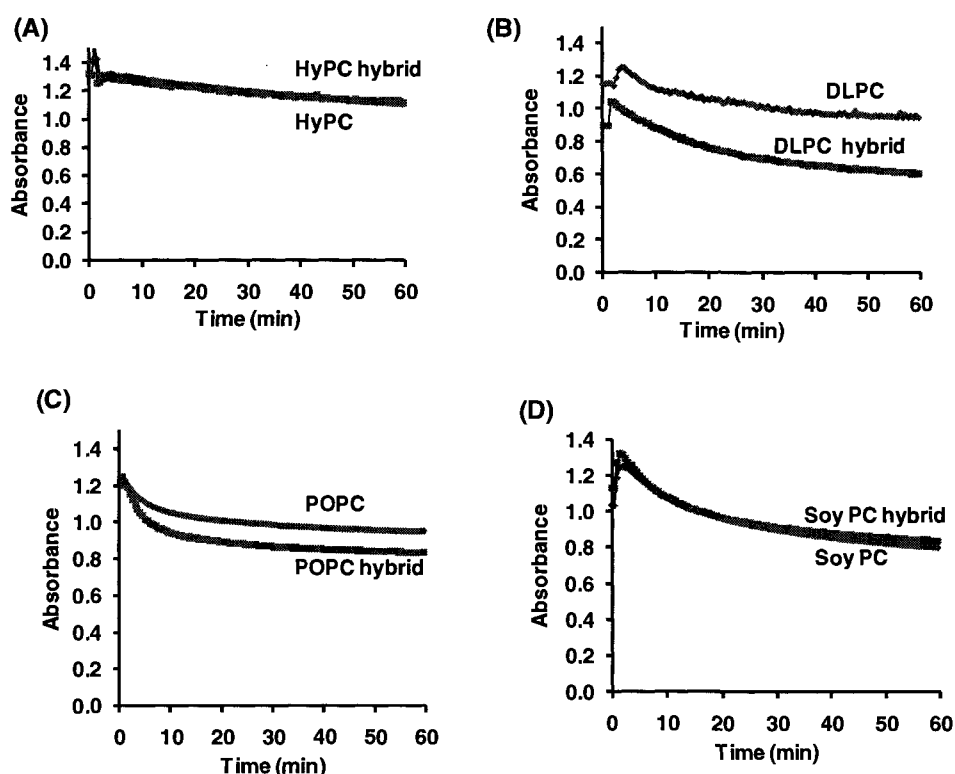 (A)
1.4
1.2
1.0
0.8
0.6
0.4
0.2
0.0
Absorbance
HyPC hybrid
HyPC
0 10 20 30 40 50 60
Time (min)
(B)
1.4
1.2
1.0
0.8
0.6
0.4
0.2
0.0
Absorbance
DLPC
DLPC hybrid
0 10 20 30 40 50 60
Time (min)
(C)
1.4
1.2
1.0
0.8
0.6
0.4
0.2
0.0
Absorbance
POPC
POPC hybrid
0 10 20 30 40 50 60
Time (min)
(D)
1.4
1.2
1.0
0.8
0.6
0.4
0.2
0.0
Absorbance
Soy PC hybrid
Soy PC
0 10 20 30 40 50 60
Time (min)